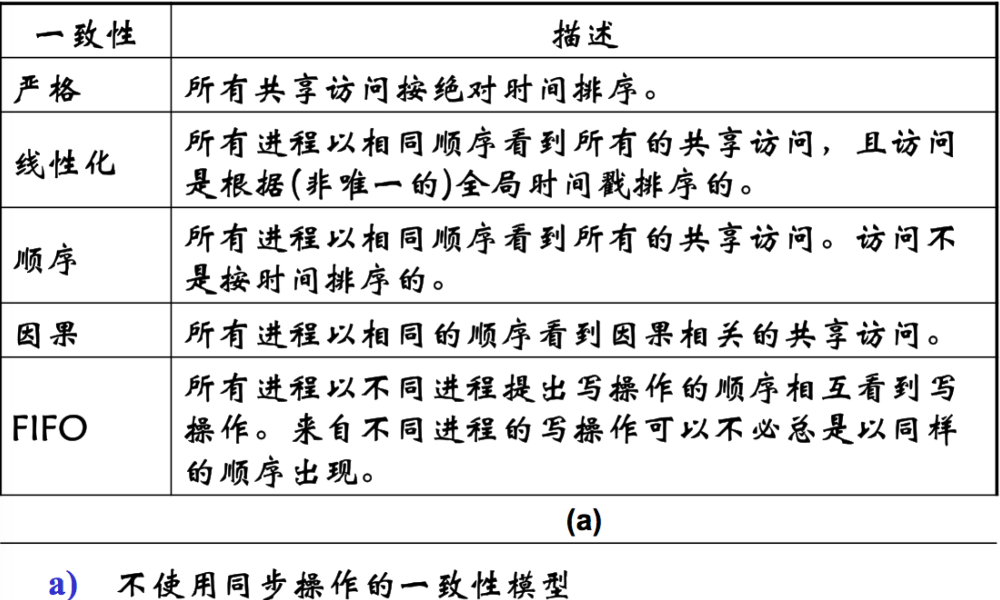 一致性 描述
严格 所有共享访问按绝对时间排序。
线性化 所有进程以相同顺序看到所有的共享访问，且访问
是根据(非唯一的)全局时间戳排序的。
顺序 所有进程以相同顺序看到所有的共享访问。访问不
是按时间排序的。
因果 所有进程以相同的顺序看到因果相关的共享访问。
FIFO 所有进程以不同进程提出写操作的顺序相互看到写
操作。来自不同进程的写操作可以不必总是以同样
的顺序出现。
(a)
a) 不使用同步操作的一致性模型